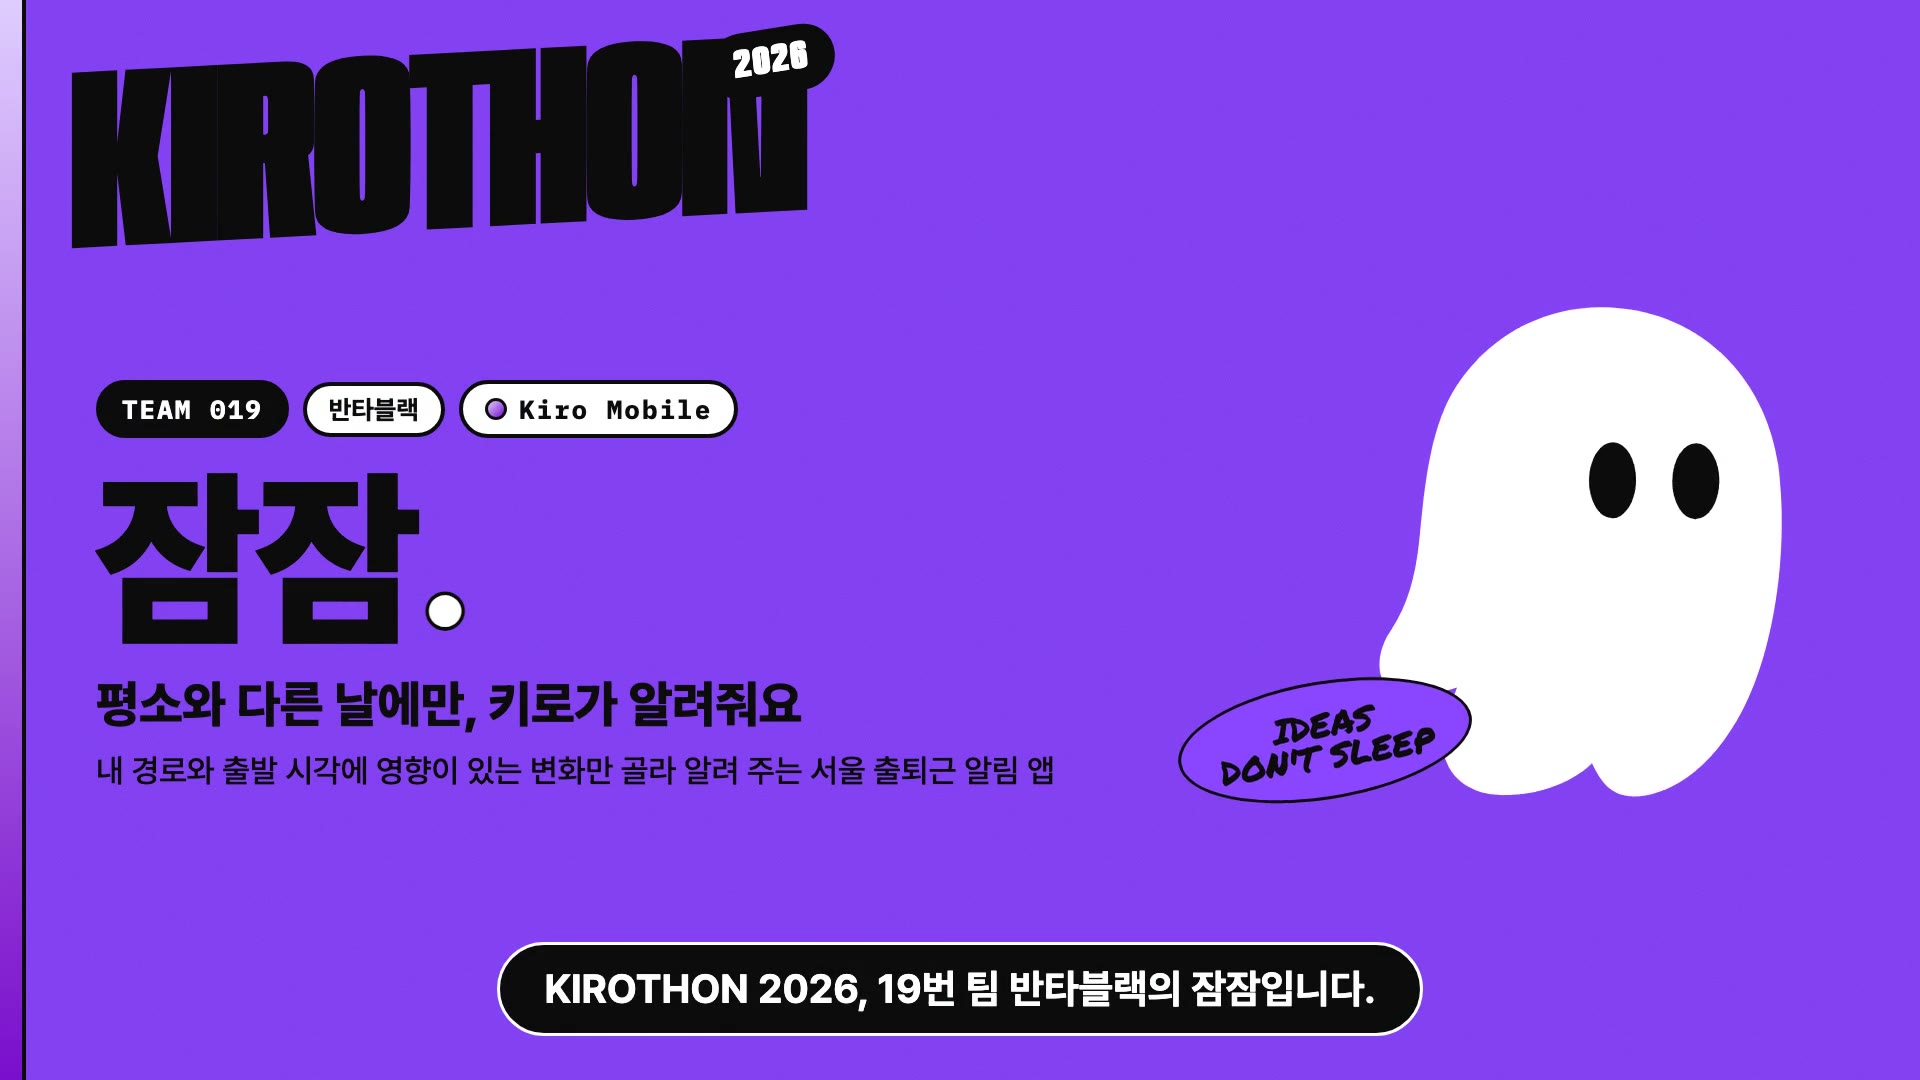 KIROTHON
2026
TEAM 019
반타블랙
Kiro Mobile
잠잠.
평소와 다른 날에만, 키로가 알려줘요
내 경로와 출발 시각에 영향이 있는 변화만 골라 알려 주는 서울 출퇴근 알림 앱
IDEAS
DON'T SLEEP
KIROTHON 2026, 19번 팀 반타블랙의 잠잠입니다.